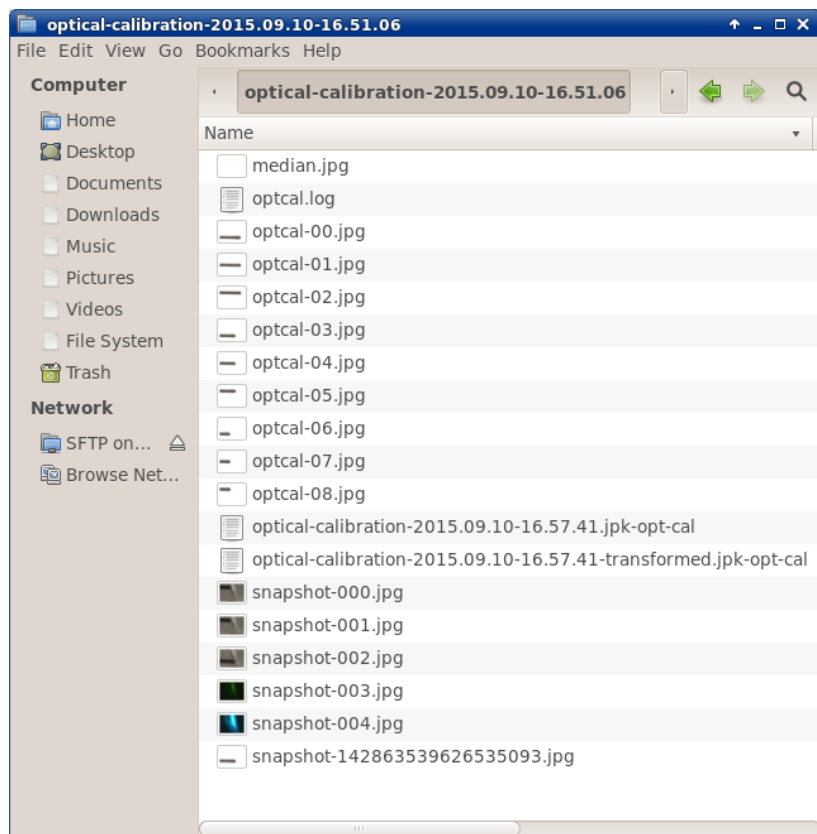 optical-calibration-2015.09.10-16.51.06
File Edit View Go Bookmarks Help
Computer
Home
Desktop
Documents
Downloads
Music
Pictures
Videos
File System
Trash
Network
SFTP on...
Browse Net...
optical-calibration-2015.09.10-16.51.06
Name
median.jpg
optcal.log
optcal-00.jpg
optcal-01.jpg
optcal-02.jpg
optcal-03.jpg
optcal-04.jpg
optcal-05.jpg
optcal-06.jpg
optcal-07.jpg
optcal-08.jpg
optical-calibration-2015.09.10-16.57.41.jpk-opt-cal
optical-calibration-2015.09.10-16.57.41-transformed.jpk-opt-cal
snapshot-000.jpg
snapshot-001.jpg
snapshot-002.jpg
snapshot-003.jpg
snapshot-004.jpg
snapshot-142863539626535093.jpg